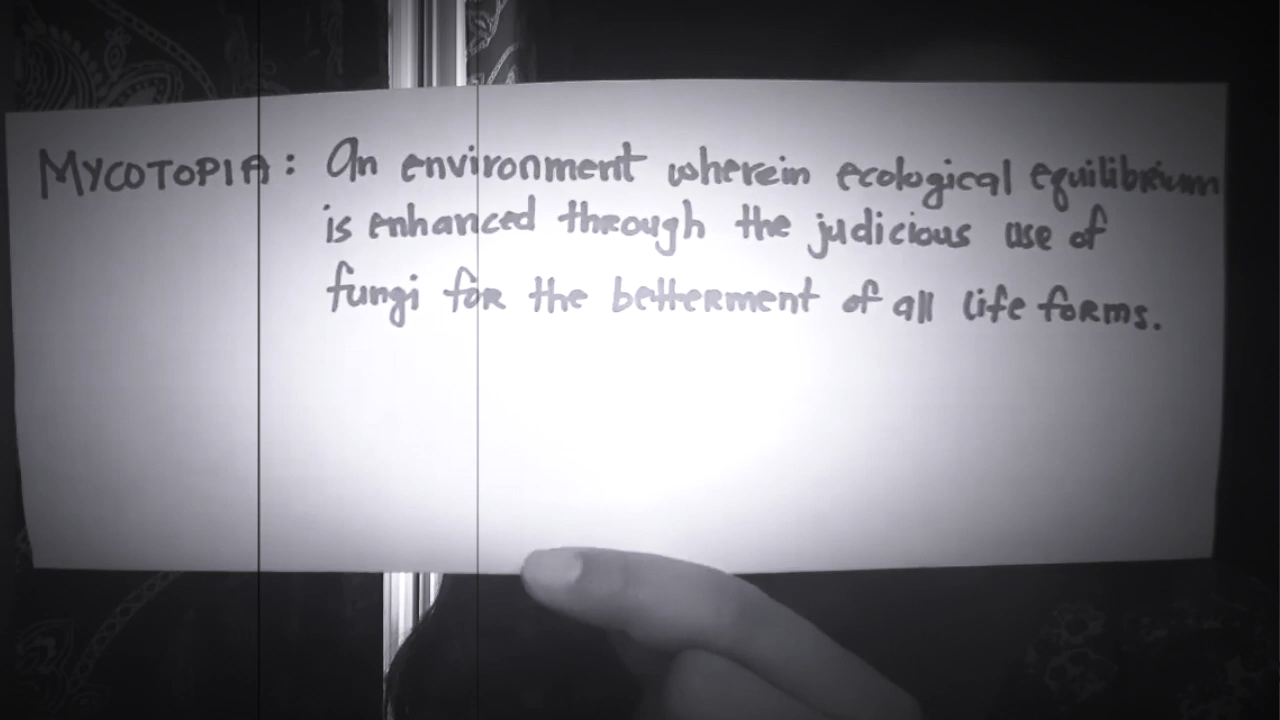 MYCOTOPIA: An environment wherein ecological equilibrium
is enhanced through the judicious use of
fungi for the betterment of all life forms.